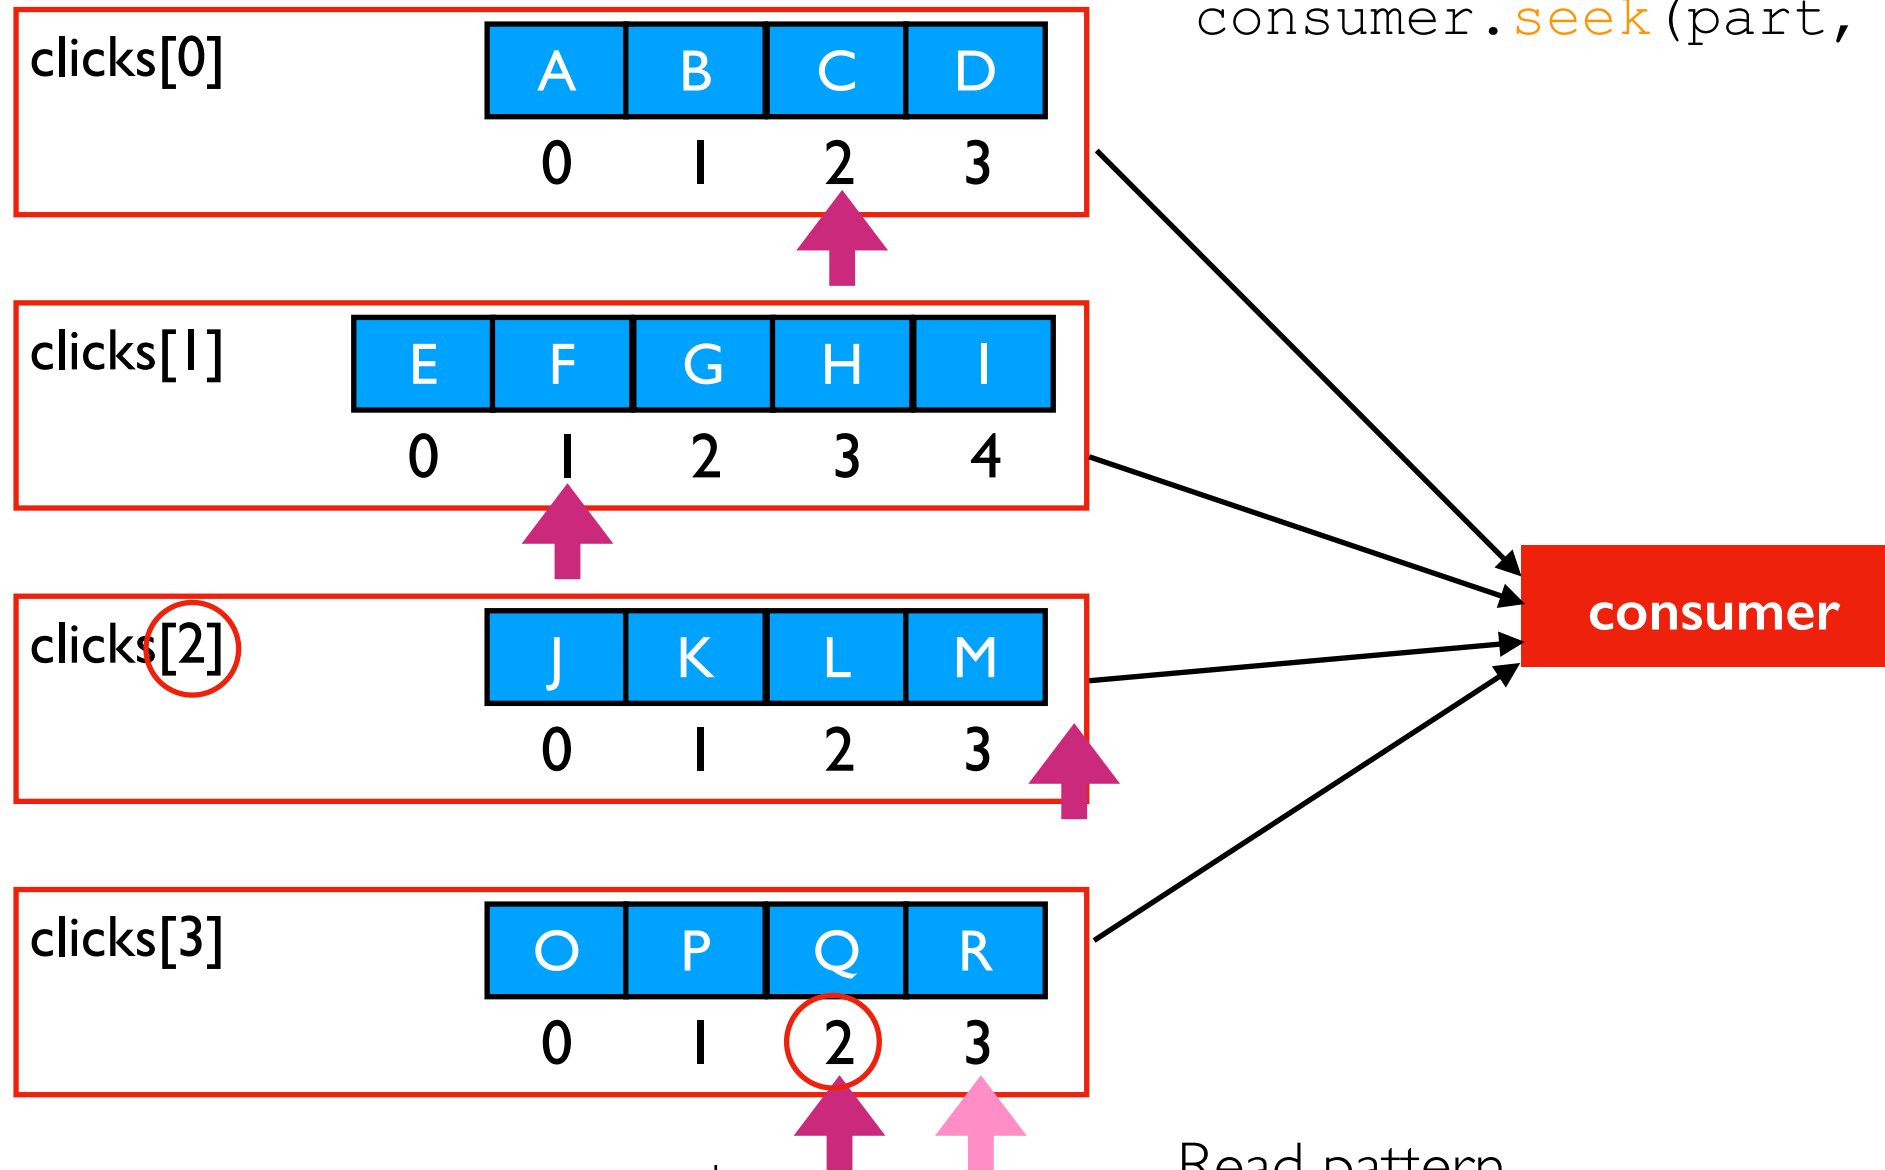 consumer.seek(part,
clicks[0]
A B C D
0 1 2 3
clicks[1]
E F G H I
0 1 2 3 4
consumer
clicks[2]
J K L M
0 1 2 3
clicks[3]
O P Q R
0 1 2 3
Read pattern